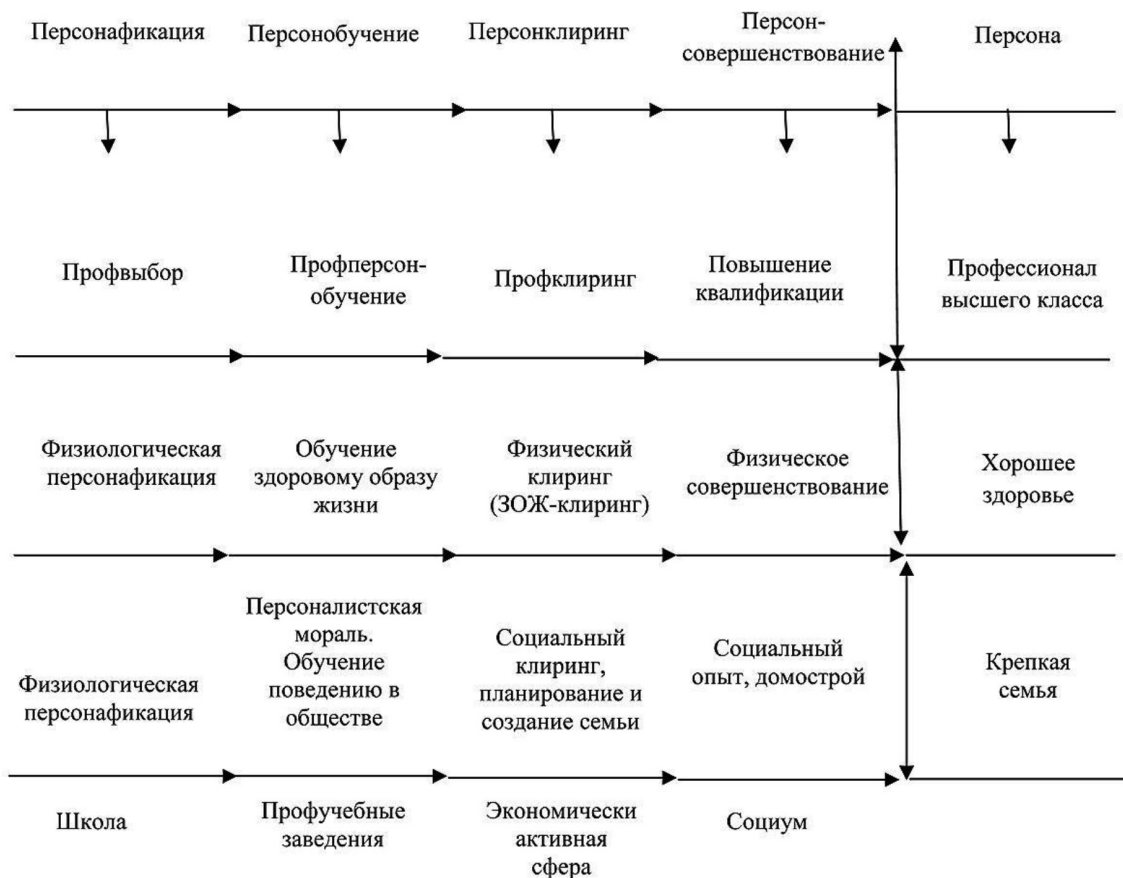 Персонафикация
Персонобучение
Персонклиринг
Персон-
совершенствование
Персона
Профвыбор
Профперсон-
обучение
Профклиринг
Повышение
квалификации
Профессионал
высшего класса
Физиологическая
персонафикация
Обучение
здоровому образу
жизни
Физический
клиринг
(ЗОЖ-клиринг)
Физическое
совершенствование
Хорошее
здоровье
Физиологическая
персонафикация
Персоналистская
мораль.
Обучение
поведению в
обществе
Социальный
клиринг,
планирование и
создание семьи
Социальный
опыт, домострой
Крепкая
семья
Школа
Профучебные
заведения
Экономически
активная
сфера
Социум